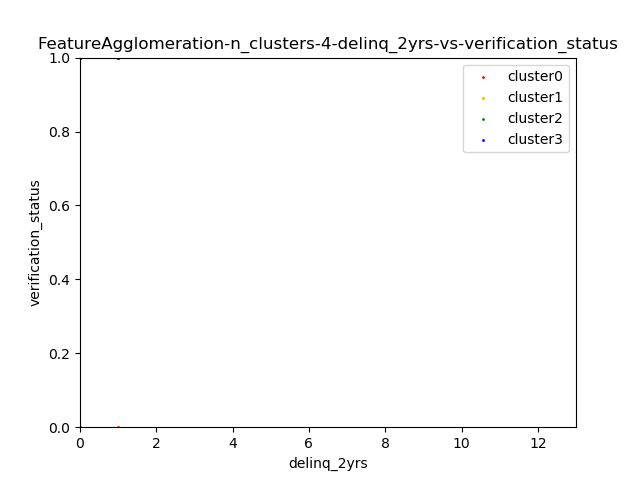 FeatureAgglomeration-n_clusters-4-delinq_2yrs-vs-verification_status
1.0
0.8
0.6
0.4
0.2
0.0
verification_status
cluster0
cluster1
cluster2
cluster3
0 2 4 6 8 10 12
delinq_2yrs